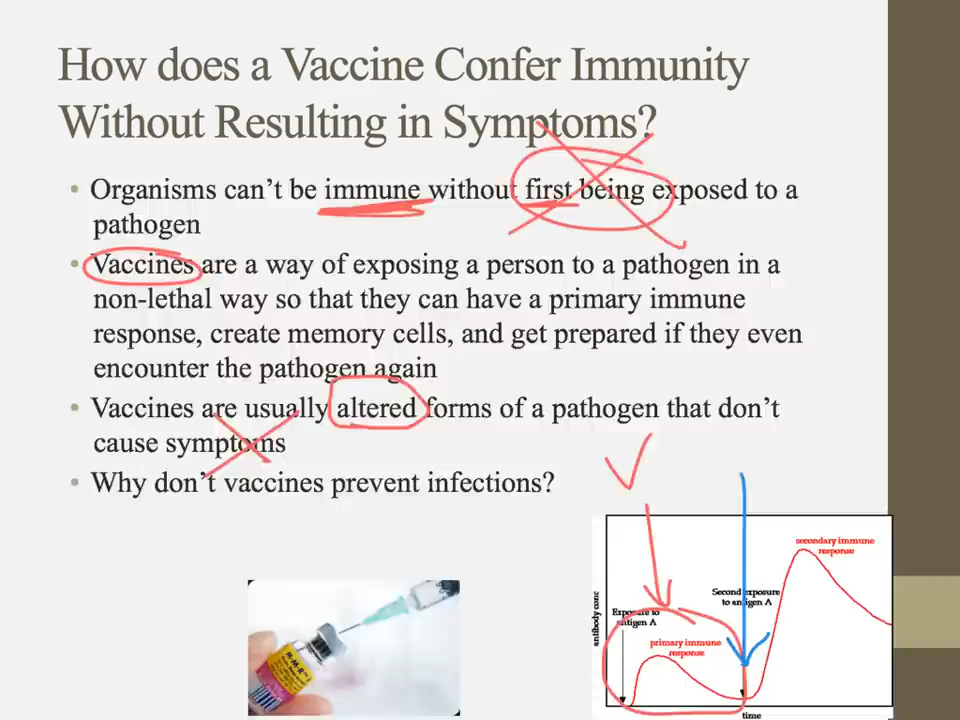 How does a Vaccine Confer Immunity
Without Resulting in Symptoms?
• Organisms can't be immune without first being exposed to a
pathogen
• Vaccines are a way of exposing a person to a pathogen in a
non-lethal way so that they can have a primary immune
response, create memory cells, and get prepared if they even
encounter the pathogen again
• Vaccines are usually altered forms of a pathogen that don't
cause symptoms
• Why don't vaccines prevent infections?
secondary immune
response
Second exposure
to antigen A
Exposure to
antigen A
antibody conc
primary immune
response
time
M-M-R